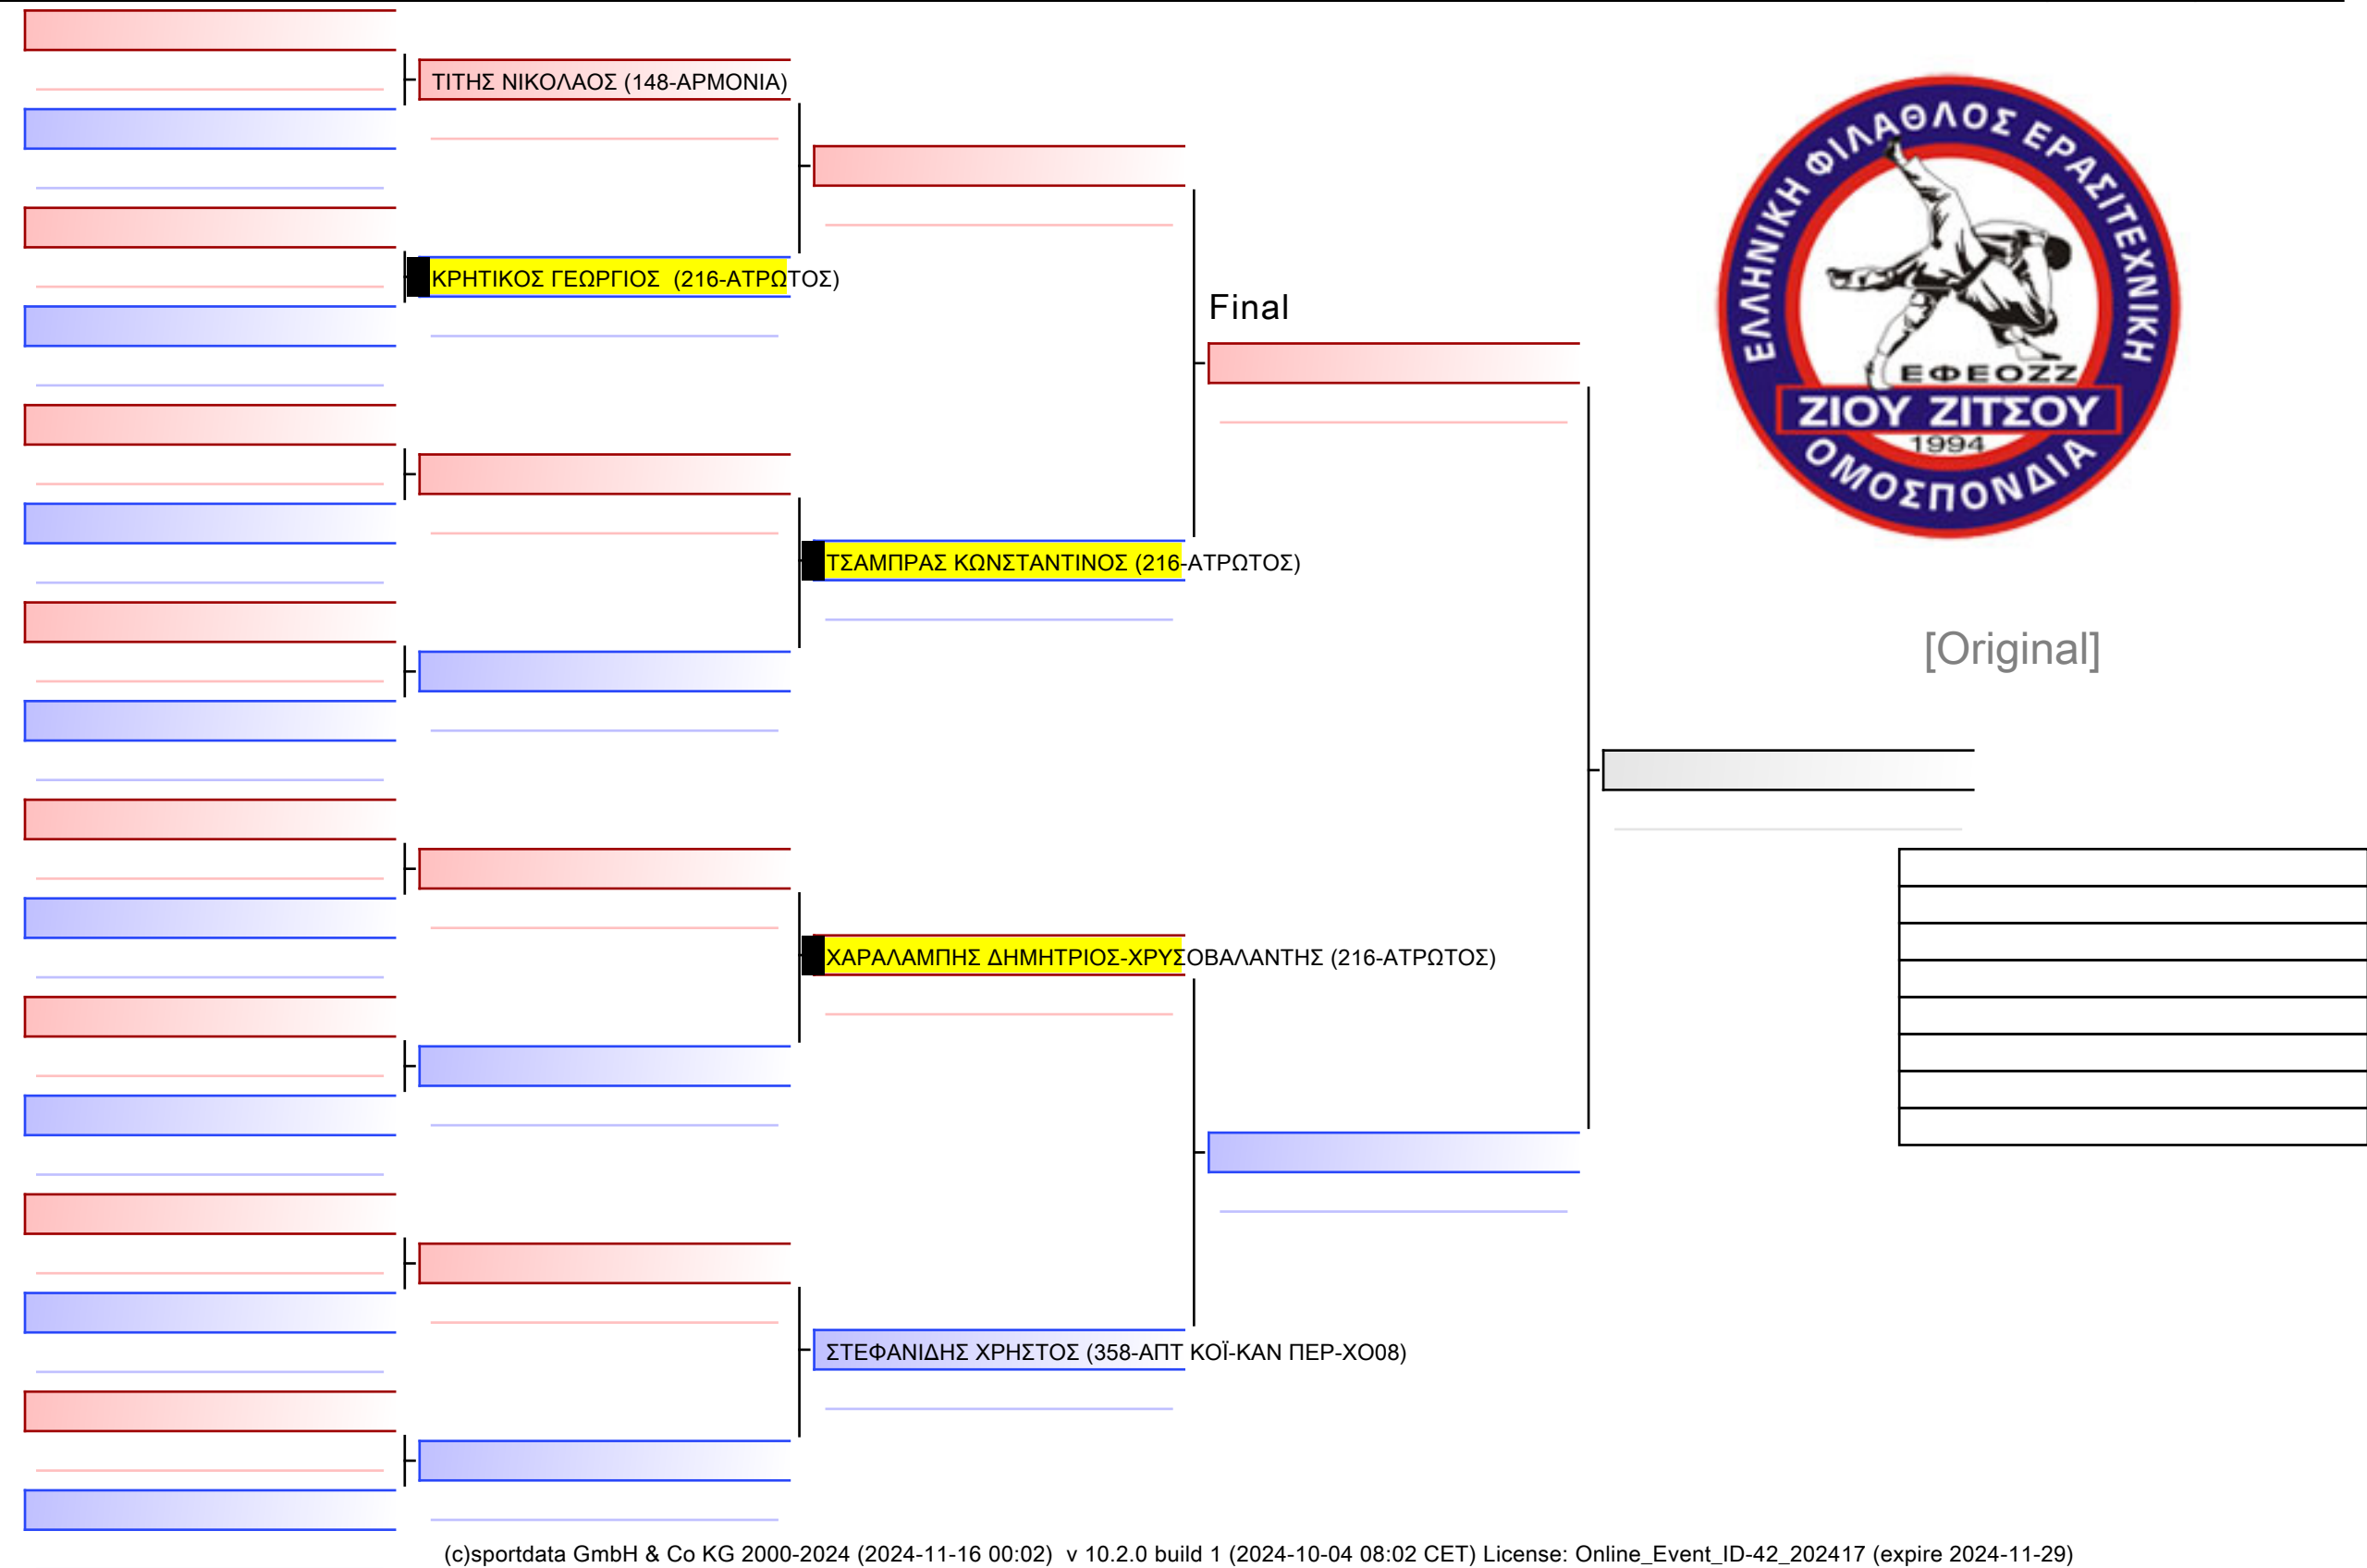 ΤΙΤΗΣ ΝΙΚΟΛΑΟΣ (148-ΑΡΜΟΝΙΑ)
ΚΡΗΤΙΚΟΣ ΓΕΩΡΓΙΟΣ  (216-ΑΤΡΩΤΟΣ)
Final
ΤΣΑΜΠΡΑΣ ΚΩΝΣΤΑΝΤΙΝΟΣ (216-ΑΤΡΩΤΟΣ)
ΧΑΡΑΛΑΜΠΗΣ ΔΗΜΗΤΡΙΟΣ-ΧΡΥΣΟΒΑΛΑΝΤΗΣ (216-ΑΤΡΩΤΟΣ)
ΣΤΕΦΑΝΙΔΗΣ ΧΡΗΣΤΟΣ (358-ΑΠΤ ΚΟΪ-ΚΑΝ ΠΕΡ-ΧΟ08)
ΕΛΛΗΝΙΚΗ ΦΙΛΑΘΛΟΣ ΕΡΑΣΙΤΕΧΝΙΚΗ
ΕΦΕΟΖΖ
ΖΙΟΥ ΖΙΤΣΟΥ
1994
ΟΜΟΣΠΟΝΔΙΑ
[Original]
(c)sportdata GmbH & Co KG 2000-2024 (2024-11-16 00:02)  v 10.2.0 build 1 (2024-10-04 08:02 CET) License: Online_Event_ID-42_202417 (expire 2024-11-29)